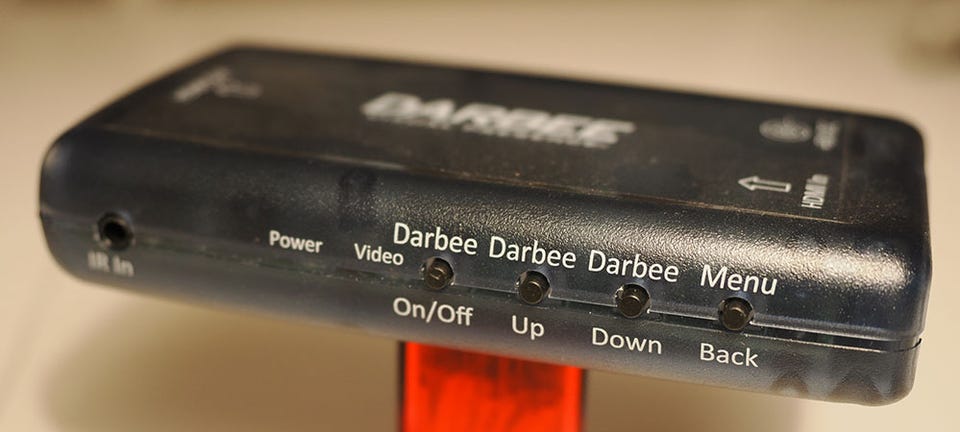 DARBEE
HDMI in
IR In
Power
Video
Darbee On/Off
Darbee Up
Darbee Down
Menu Back